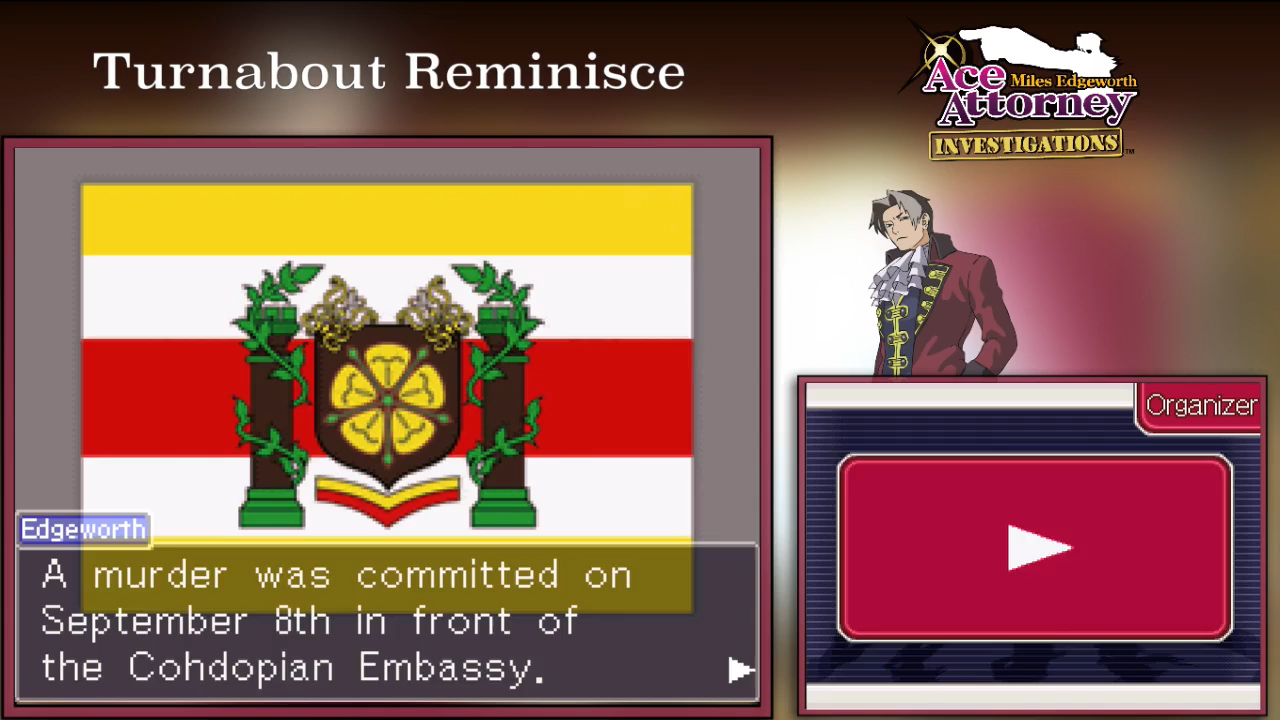 Turnabout Reminisce
Ace
Miles Edgeworth
Attorney
INVESTIGATIONS™
Organizer
Edgeworth
A murder was committed on
September 8th in front of
the Cohdopian Embassy.